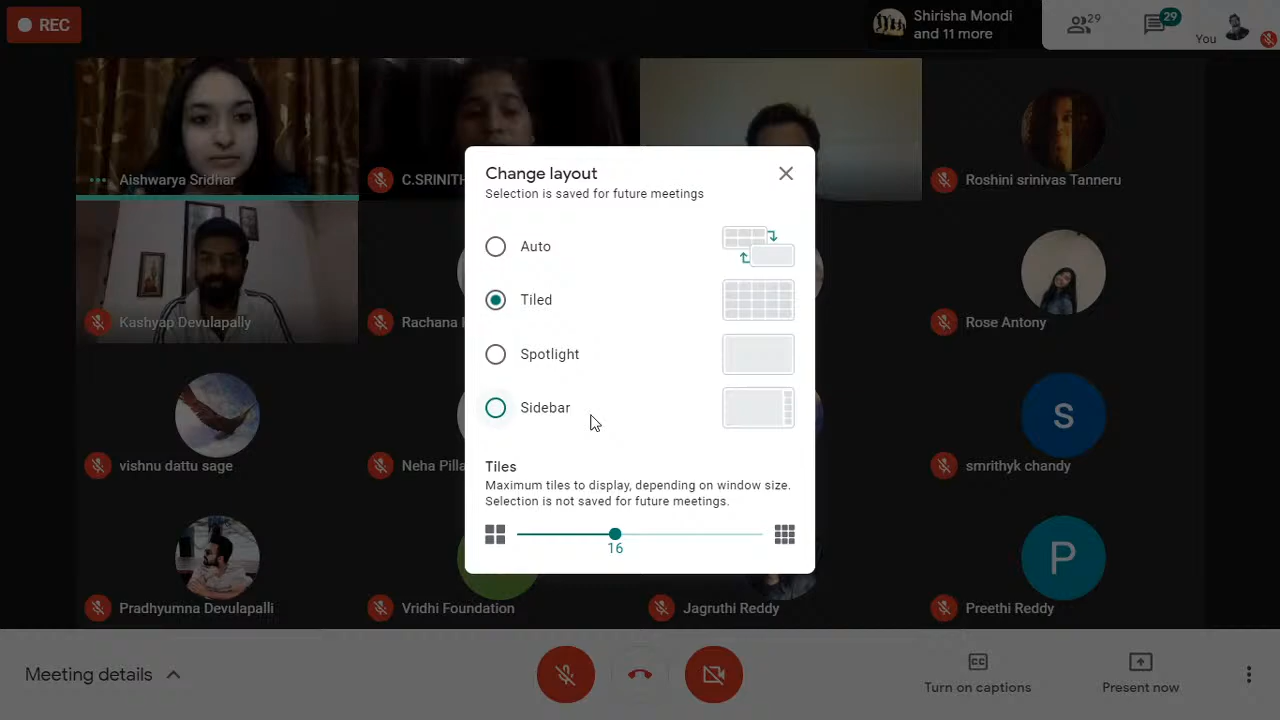 REC
Shirisha Mondi
and 11 more
29
29
You
Aishwarya Sridhar
Roshini srinivas Tanneru
Kashyap Devulapally
Rachana
Rose Antony
vishnu dattu sage
Neha
S
smrithyk chandy
Pradhyumna Devulapalli
Vridhi Foundation
Jagruthi Reddy
P
Preethi Reddy
Change layout
Selection is saved for future meetings
Auto
Tiled
Spotlight
Sidebar
Tiles
Maximum tiles to display, depending on window size.
Selection is not saved for future meetings.
16
Meeting details
CC
Turn on captions
Present now